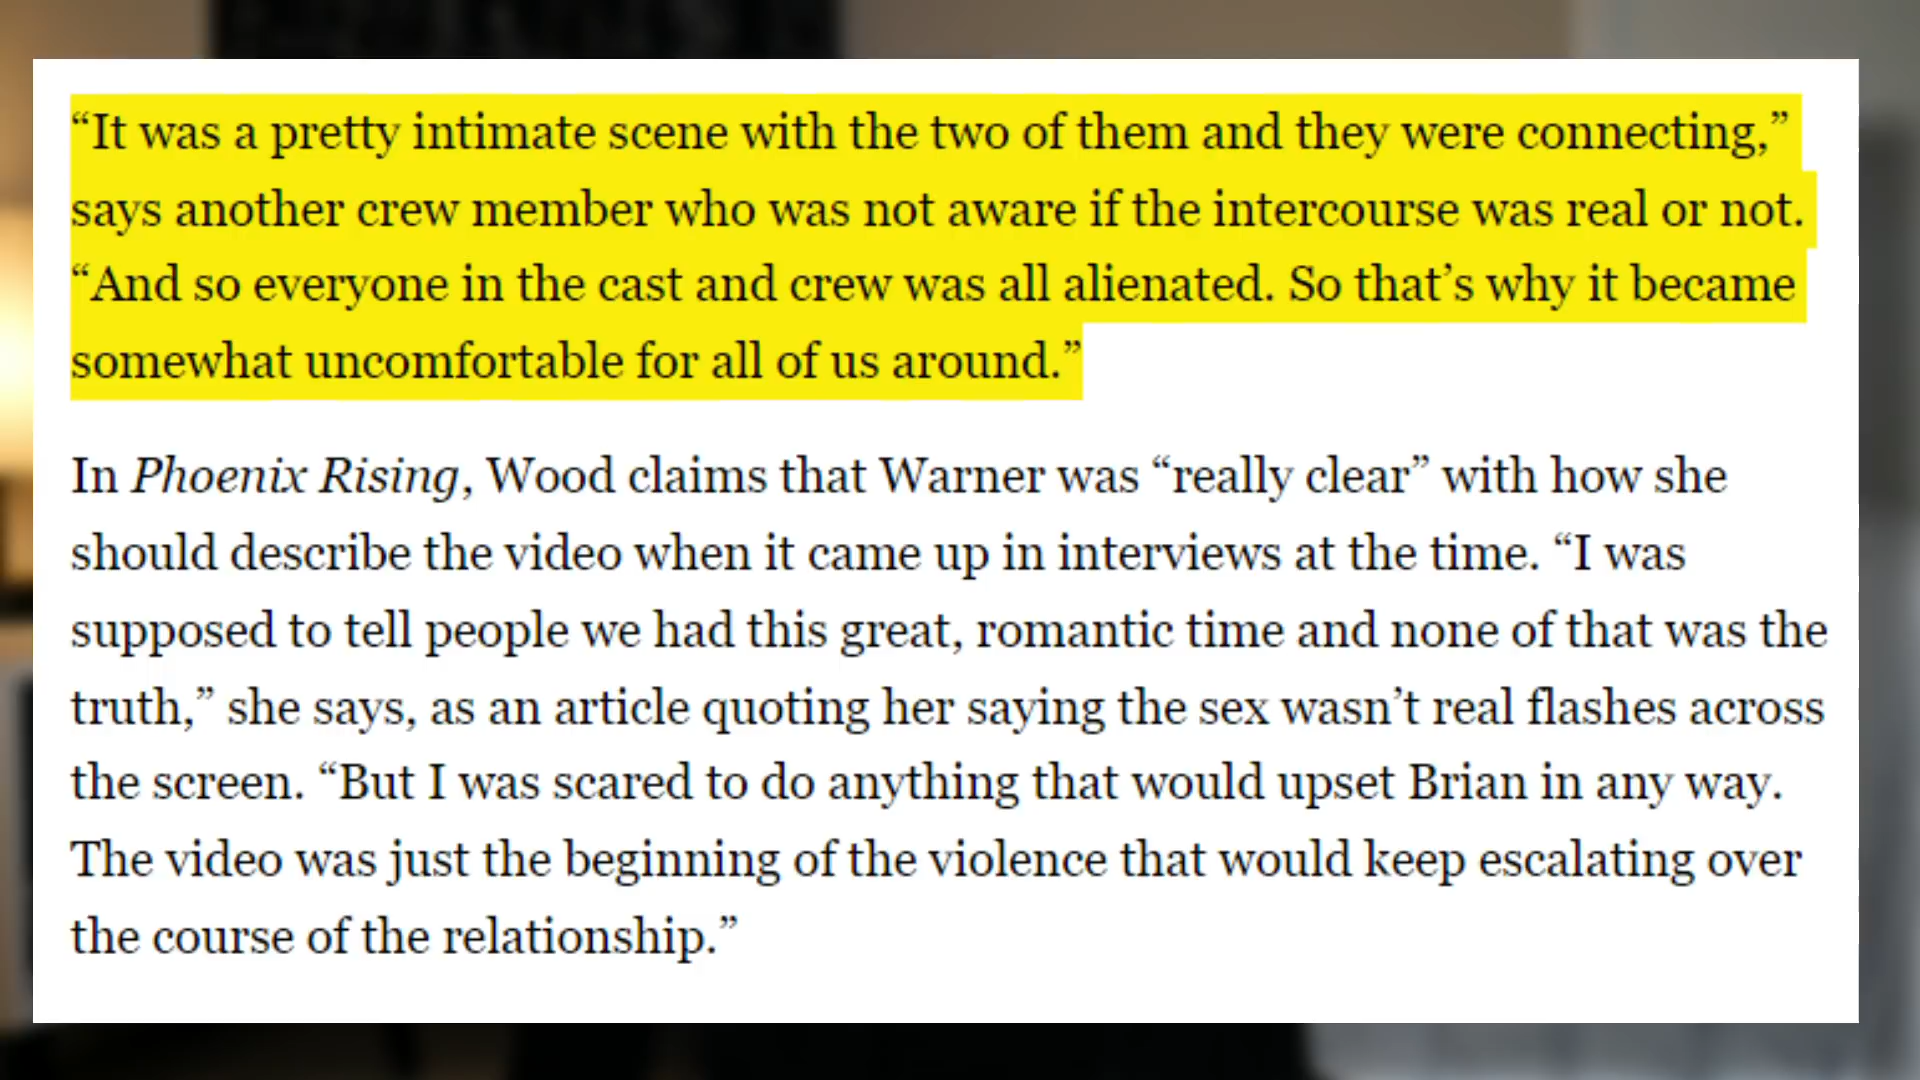 “It was a pretty intimate scene with the two of them and they were connecting,”
says another crew member who was not aware if the intercourse was real or not.
“And so everyone in the cast and crew was all alienated. So that’s why it became
somewhat uncomfortable for all of us around.”
In Phoenix Rising, Wood claims that Warner was “really clear” with how she
should describe the video when it came up in interviews at the time. “I was
supposed to tell people we had this great, romantic time and none of that was the
truth,” she says, as an article quoting her saying the sex wasn’t real flashes across
the screen. “But I was scared to do anything that would upset Brian in any way.
The video was just the beginning of the violence that would keep escalating over
the course of the relationship.”